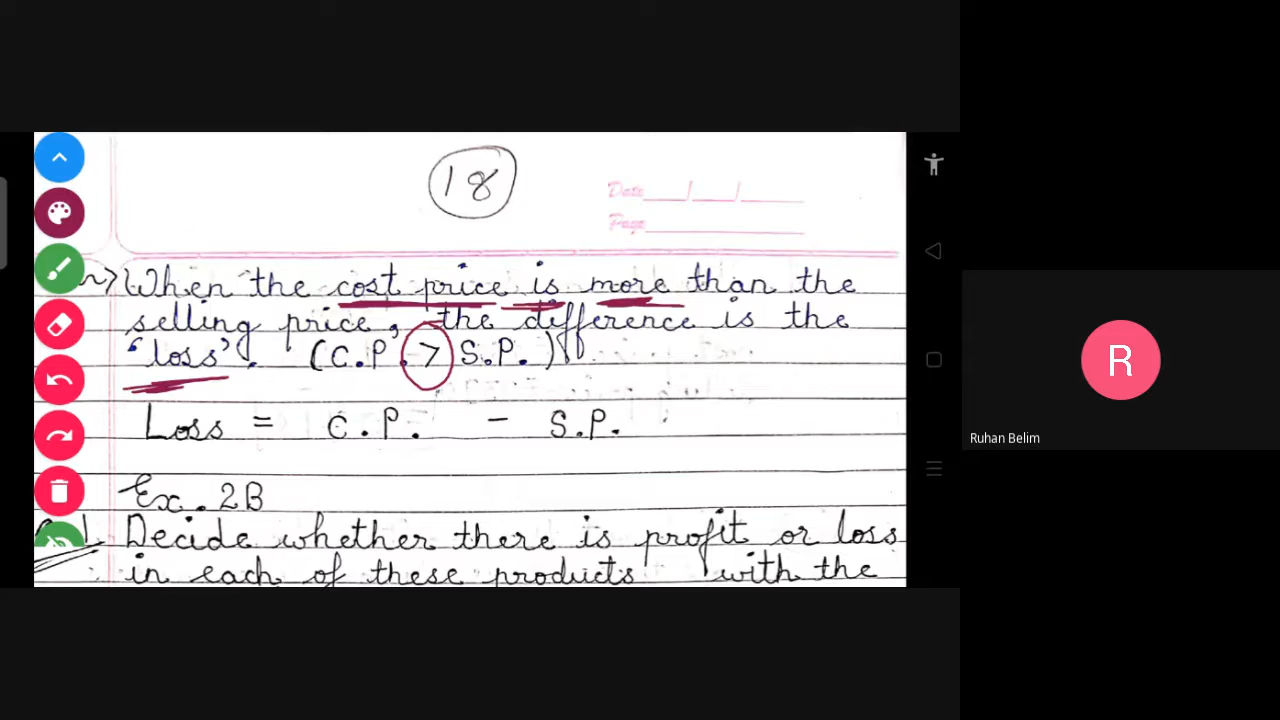 18
Date / /
Page
When the cost price is more than the
selling price, the difference is the
'loss'. (C.P. > S.P.)
Loss = C.P. - S.P.
Ex. 2B
1. Decide whether there is profit or loss
in each of these products with the
R
Ruhan Belim